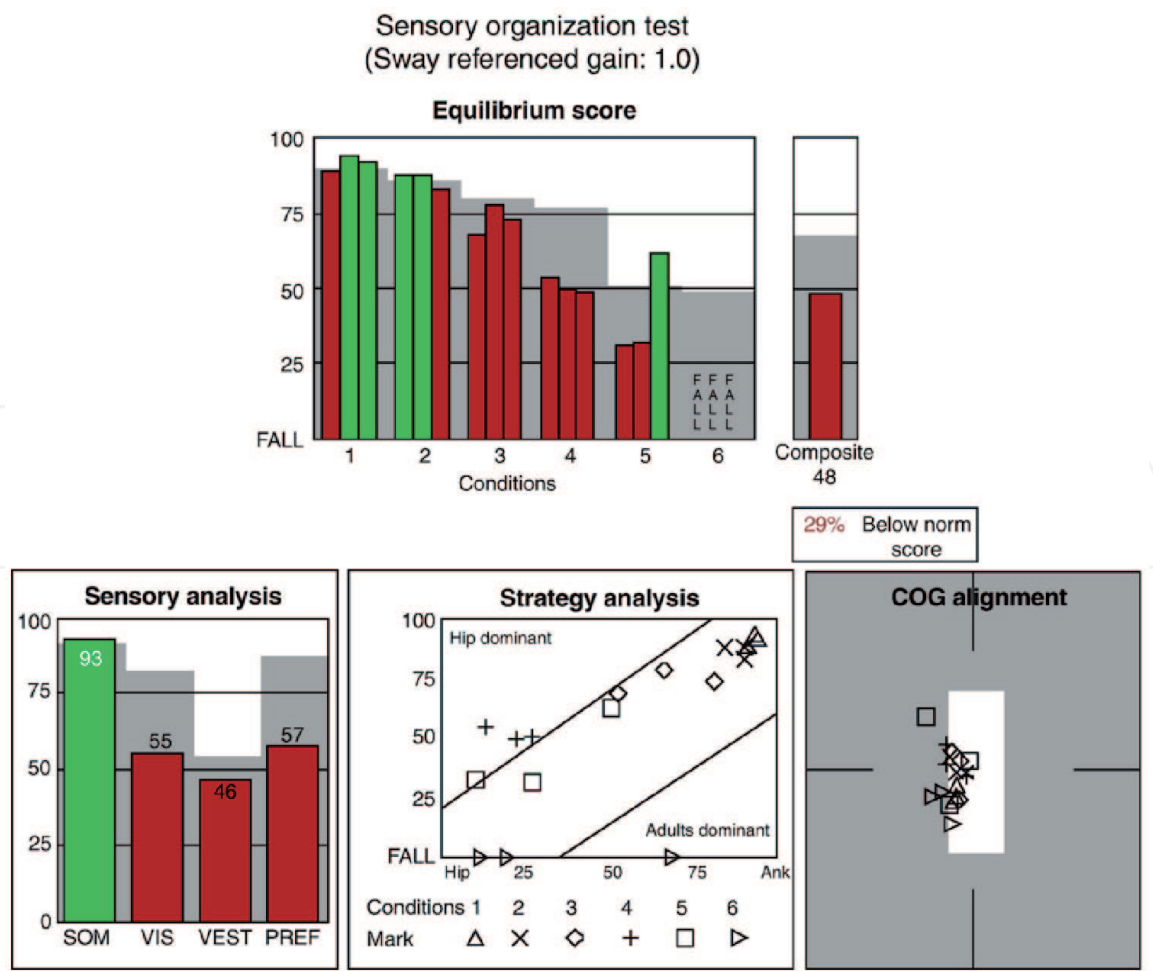 Sensory organization test
(Sway referenced gain: 1.0)
Equilibrium score
100
75
50
25
FALL
FALL FALL FALL
1 2 3 4 5 6
Conditions
Composite
48
29% Below norm
score
Sensory analysis
100
75
50
25
0
93
55
46
57
SOM VIS VEST PREF
Strategy analysis
100
75
50
25
FALL
Hip dominant
Adults dominant
Hip 25 50 75 Ank
Conditions 1 2 3 4 5 6
Mark
COG alignment